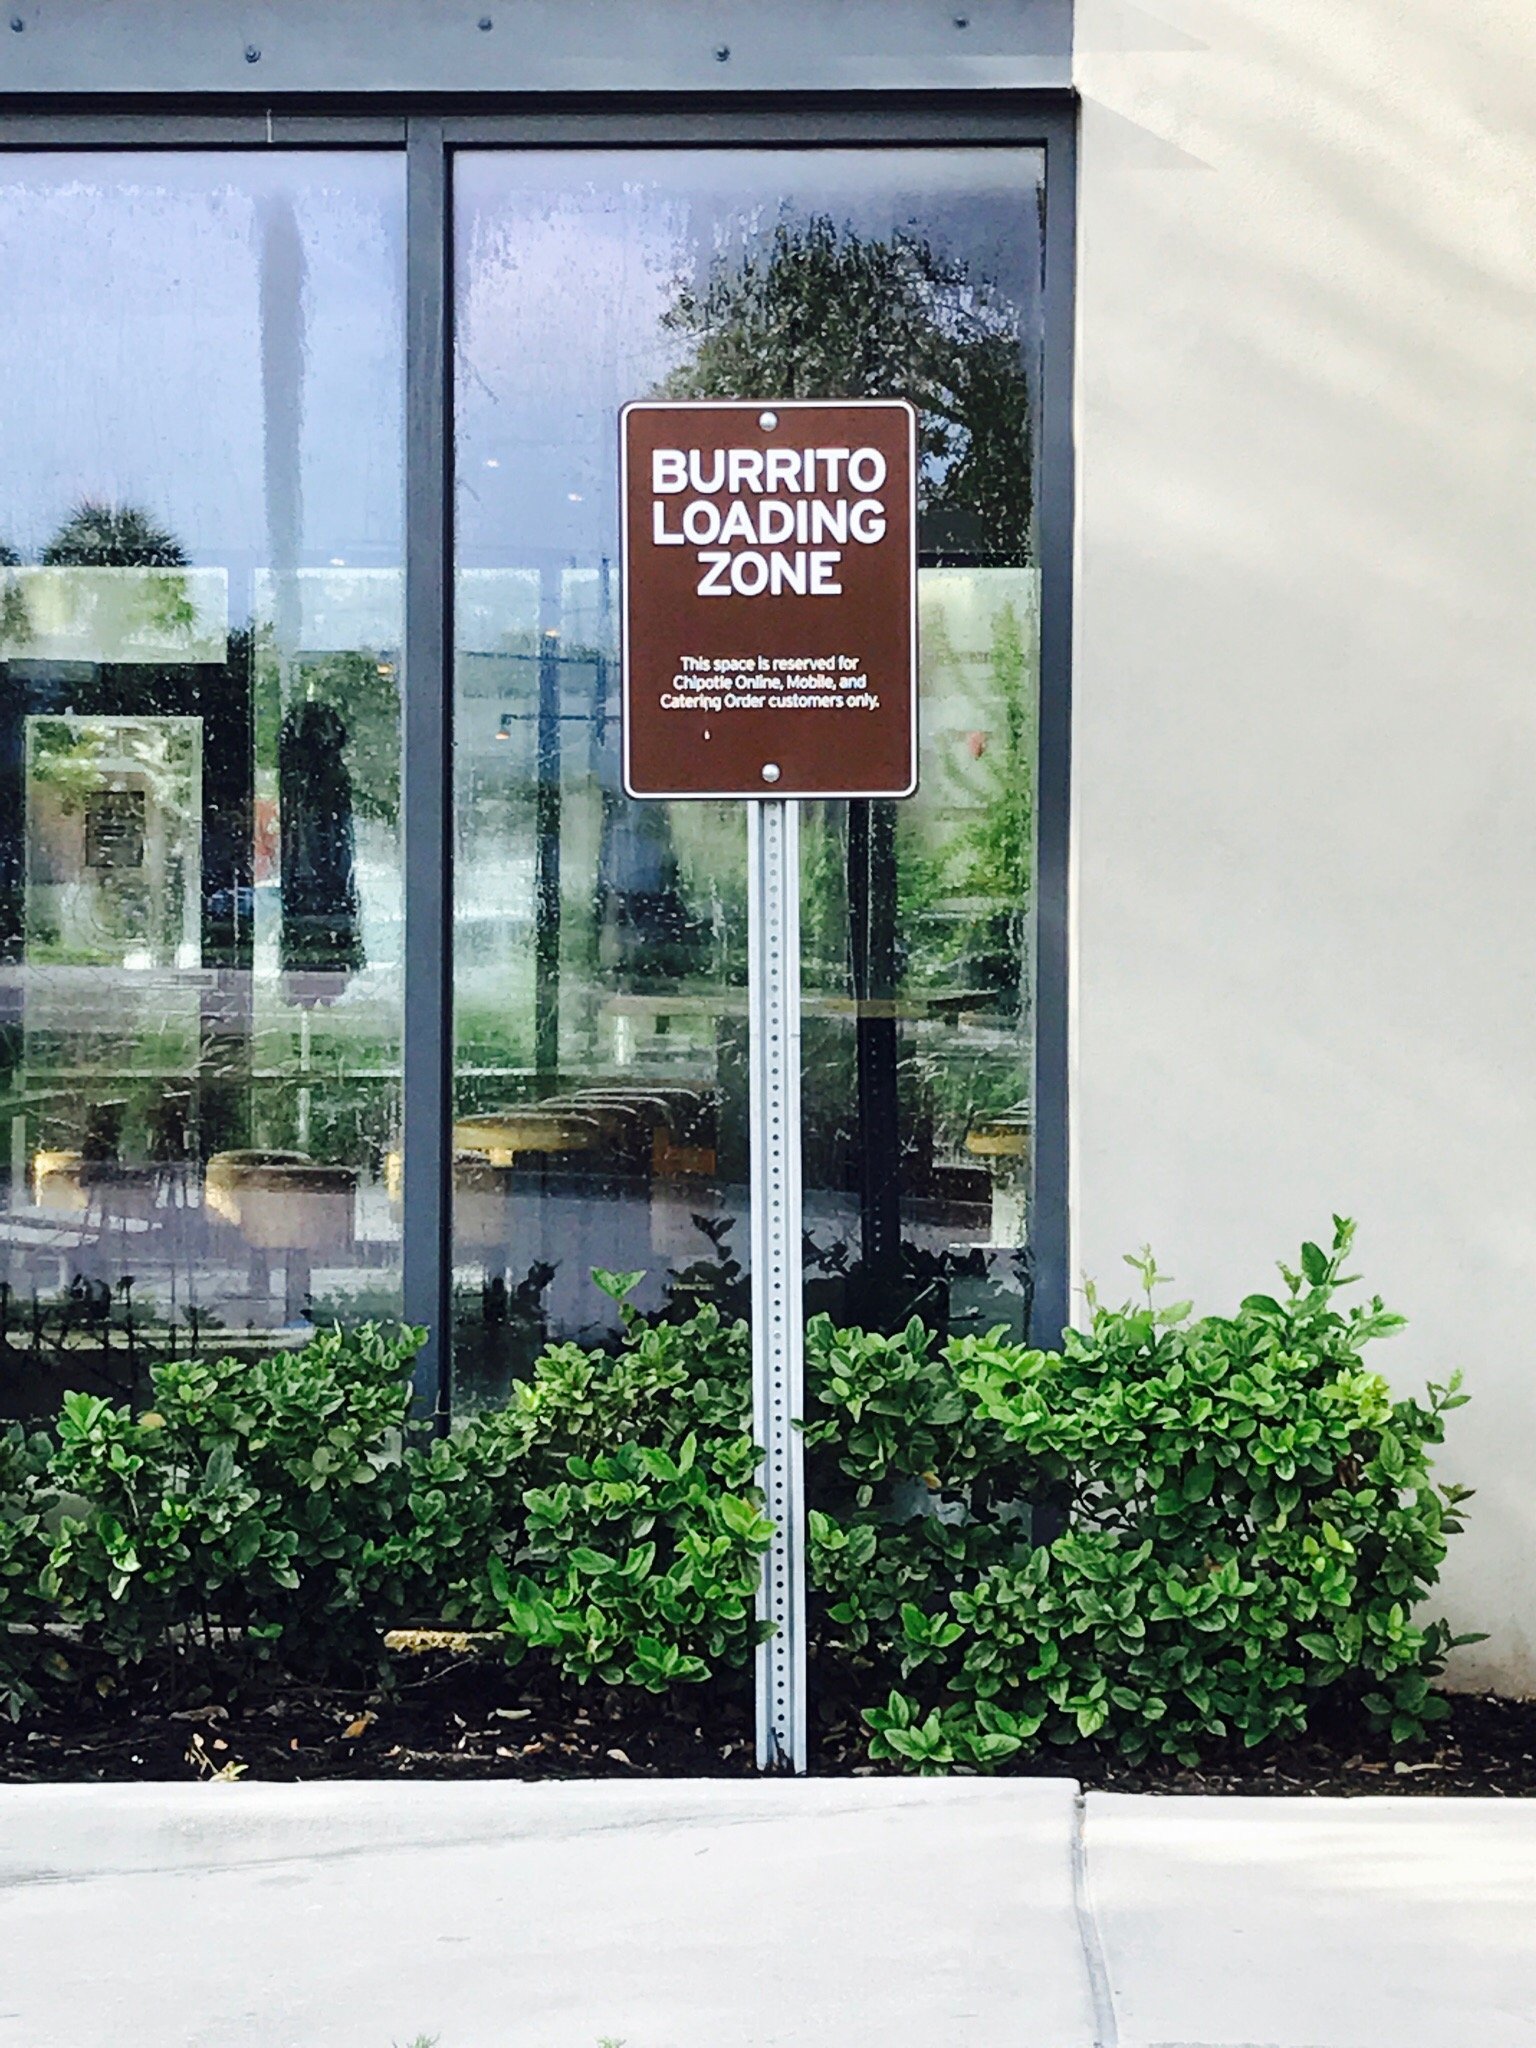 BURRITO
LOADING
ZONE
This space is reserved for
Chipotle Online, Mobile, and
Catering Order customers only.